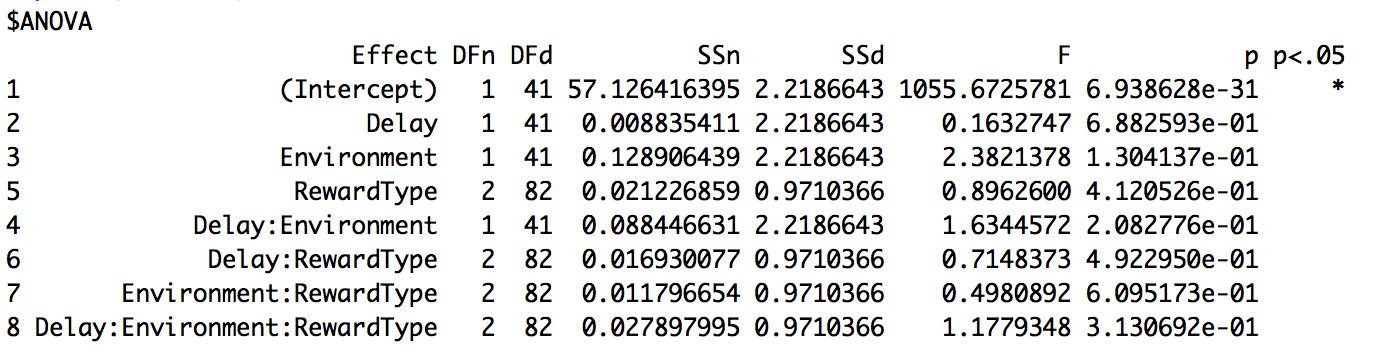 $ANOVA
Effect DFn DFd SSn SSd F p p<.05
1 (Intercept) 1 41 57.126416395 2.2186643 1055.6725781 6.938628e-31 *
2 Delay 1 41 0.008835411 2.2186643 0.1632747 6.882593e-01
3 Environment 1 41 0.128906439 2.2186643 2.3821378 1.304137e-01
5 RewardType 2 82 0.021226859 0.9710366 0.8962600 4.120526e-01
4 Delay:Environment 1 41 0.088446631 2.2186643 1.6344572 2.082776e-01
6 Delay:RewardType 2 82 0.016930077 0.9710366 0.7148373 4.922950e-01
7 Environment:RewardType 2 82 0.011796654 0.9710366 0.4980892 6.095173e-01
8 Delay:Environment:RewardType 2 82 0.027897995 0.9710366 1.1779348 3.130692e-01